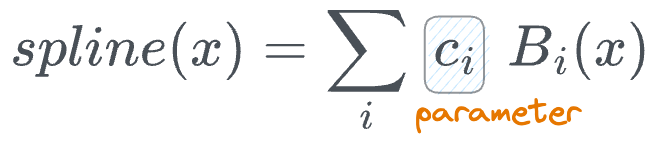 spline(x) = ∑ c_i B_i(x)
i
parameter